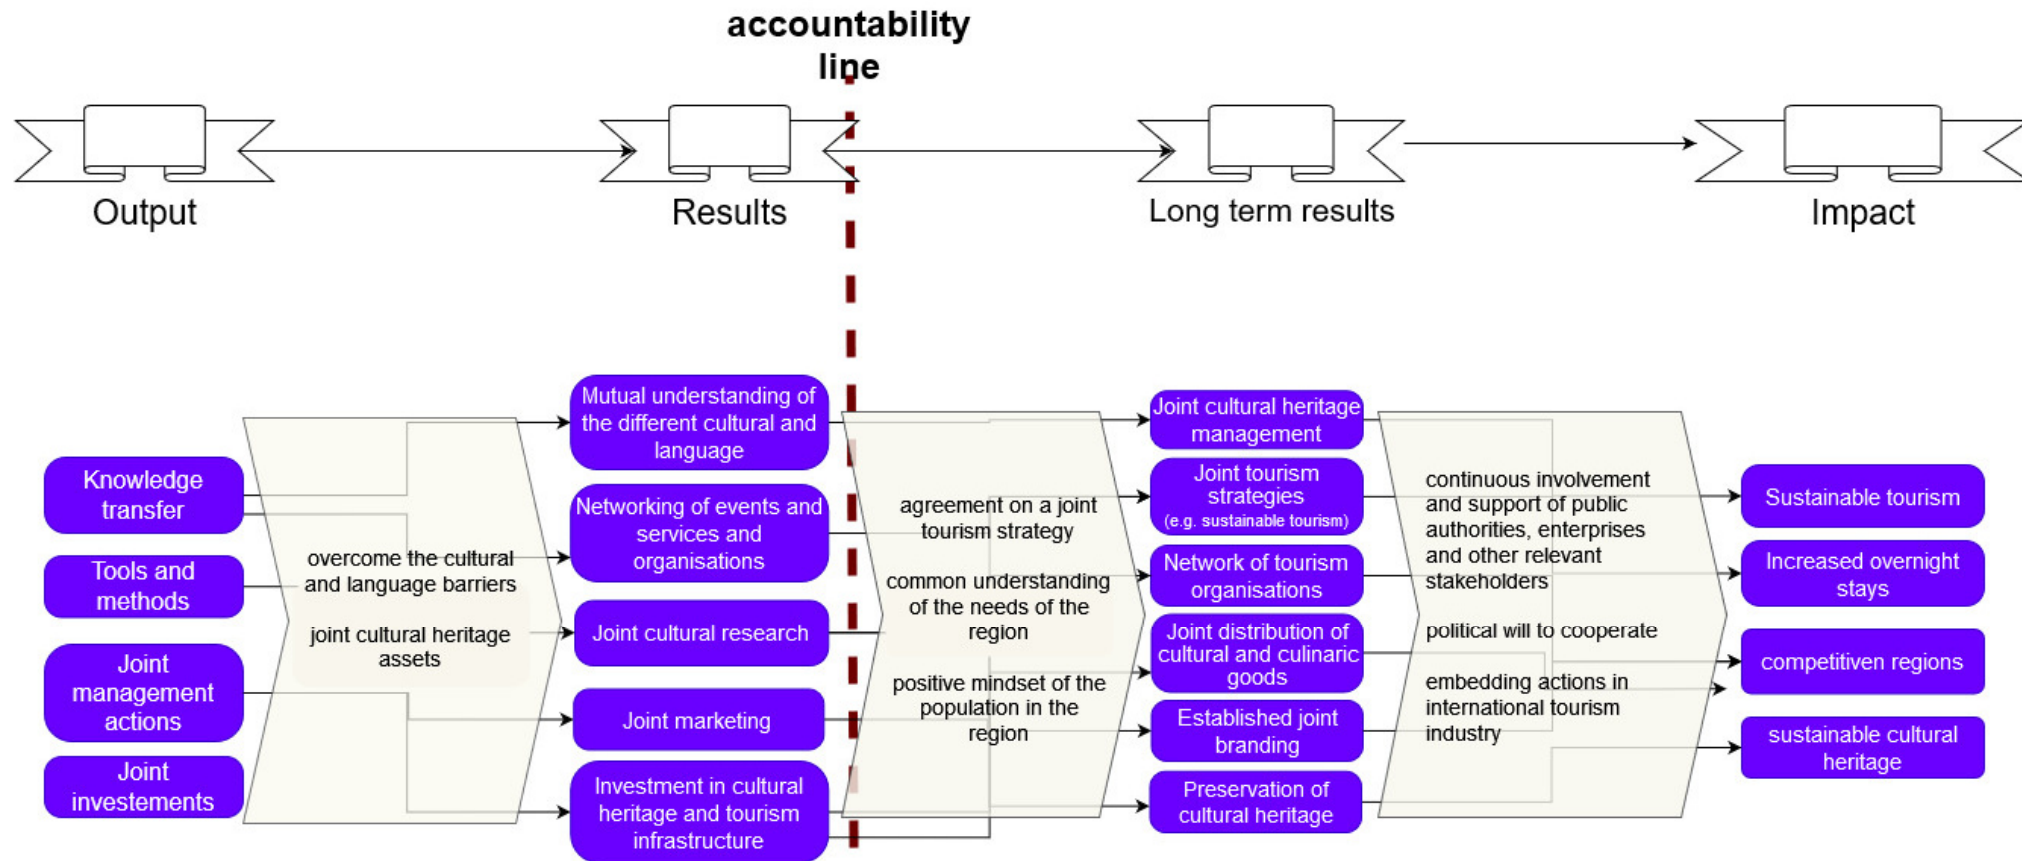 accountability
line
Output
Results
Long term results
Impact
Knowledge
transfer
Tools and
methods
Joint
management
actions
Joint
investements
overcome the cultural
and language barriers
joint cultural heritage
assets
Mutual understanding of
the different cultural and
language
Networking of events and
services and
organisations
Joint cultural research
Joint marketing
Investment in cultural
heritage and tourism
infrastructure
agreement on a joint
tourism strategy
common understanding
of the needs of the
region
positive mindset of the
population in the
region
Joint cultural heritage
management
Joint tourism
strategies
(e.g. sustainable tourism)
Network of tourism
organisations
Joint distribution of
cultural and culinaric
goods
Established joint
branding
Preservation of
cultural heritage
continuous involvement
and support of public
authorities, enterprises
and other relevant
stakeholders
political will to cooperate
embedding actions in
international tourism
industry
Sustainable tourism
Increased overnight
stays
competitiven regions
sustainable cultural
heritage